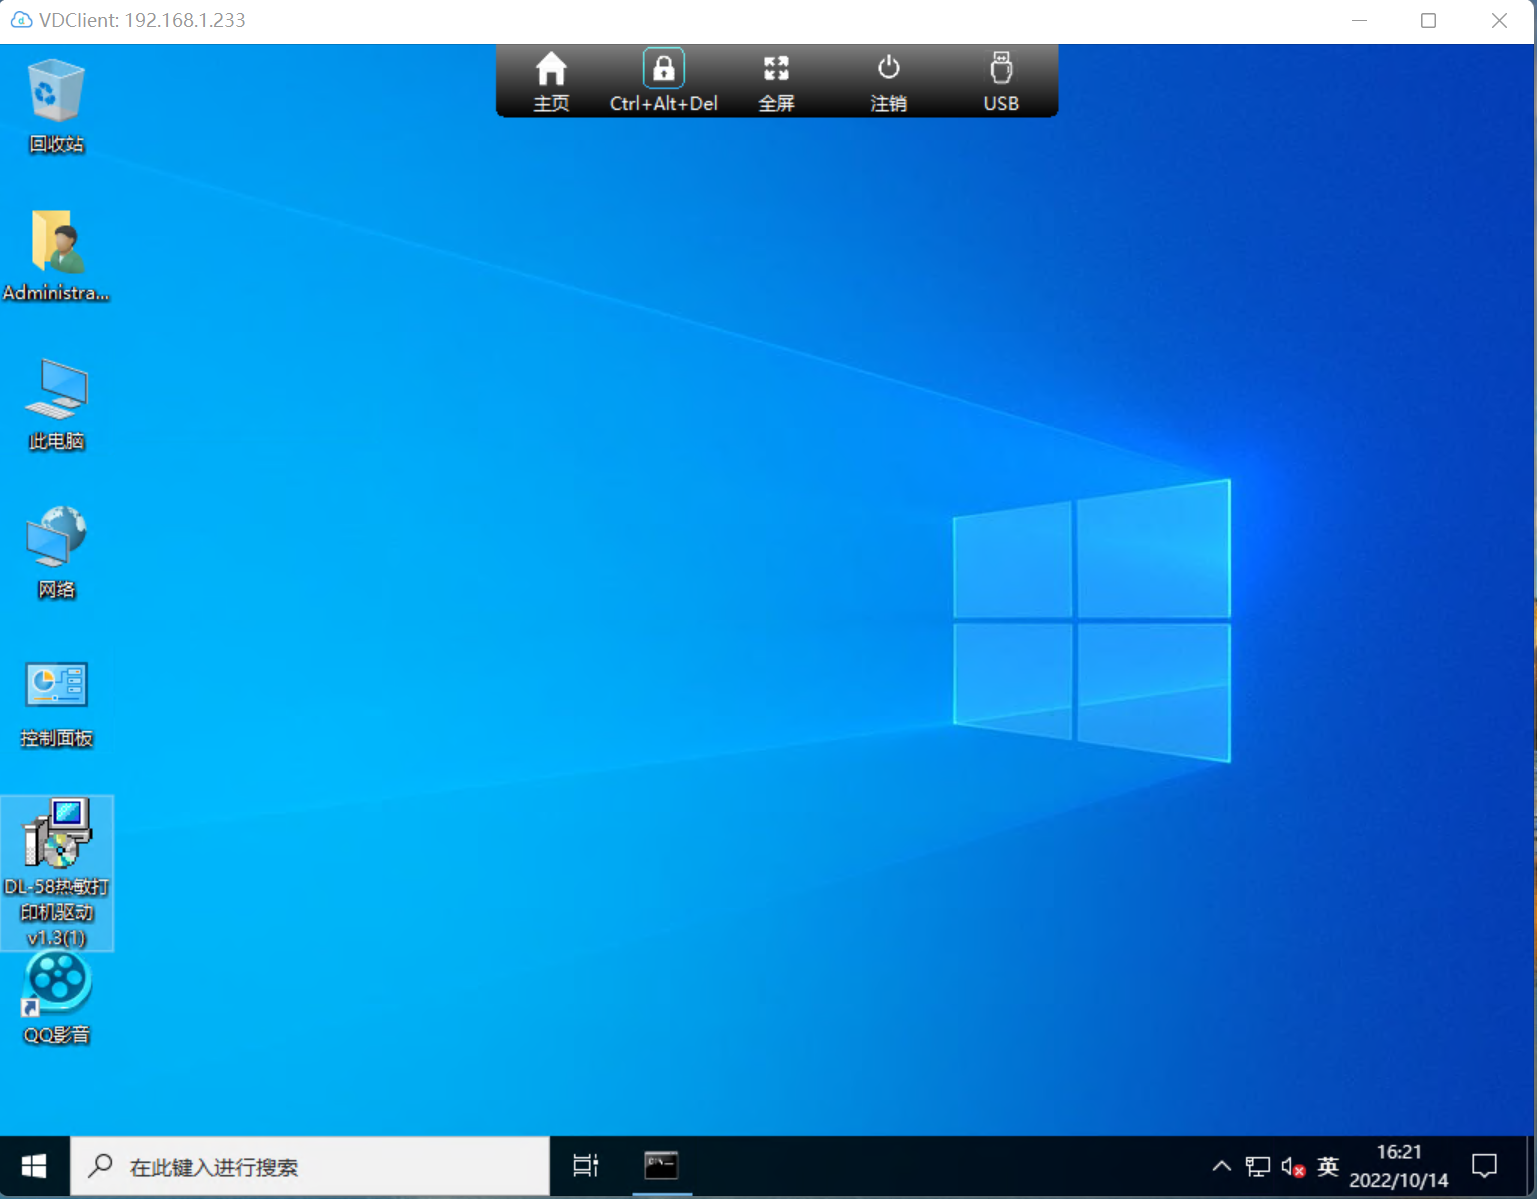 VDClient: 192.168.1.233
主页
Ctrl+Alt+Del
全屏
注销
USB
回收站
Administra...
此电脑
网络
控制面板
DL-58热敏打
印机驱动
v1.3(1)
QQ影音
在此键入进行搜索
英
16:21
2022/10/14